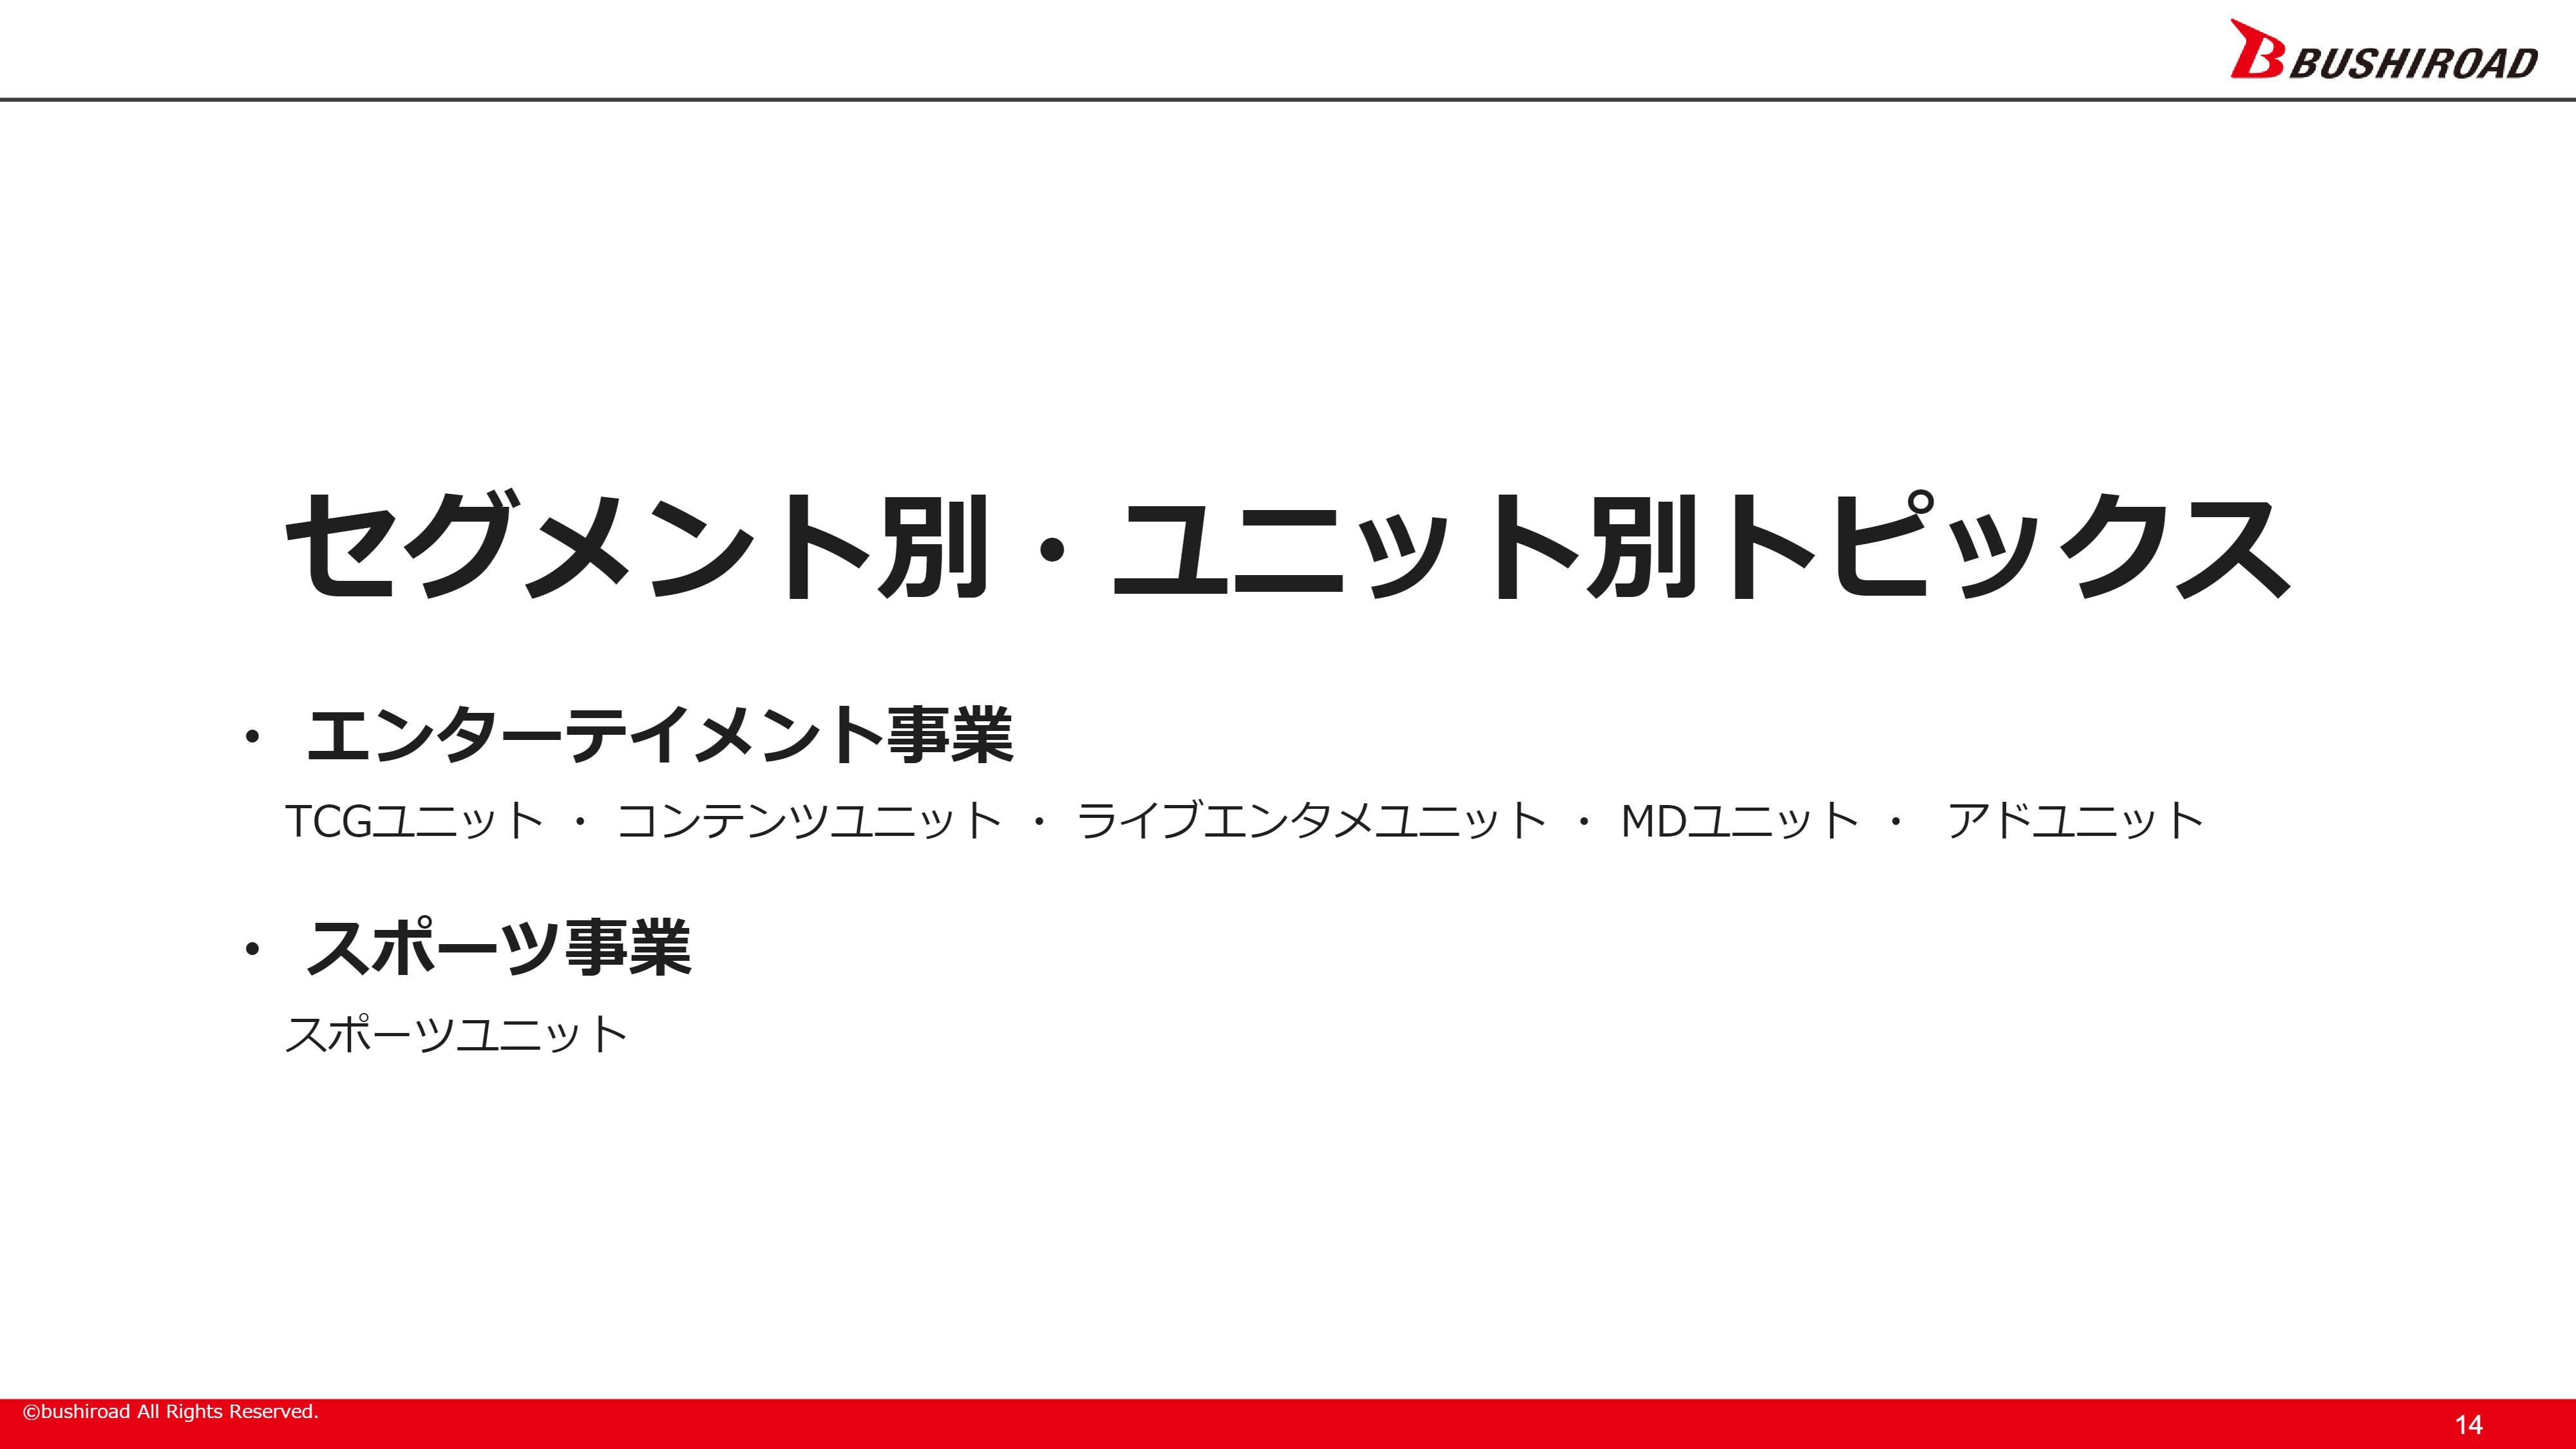 BUSHIROAD
セグメント別・ユニット別トピックス
・ エンターテイメント事業
TCGユニット ・ コンテンツユニット ・ ライブエンタメユニット ・ MDユニット ・ アドユニット
・ スポーツ事業
スポーツユニット
©bushiroad All Rights Reserved.
14